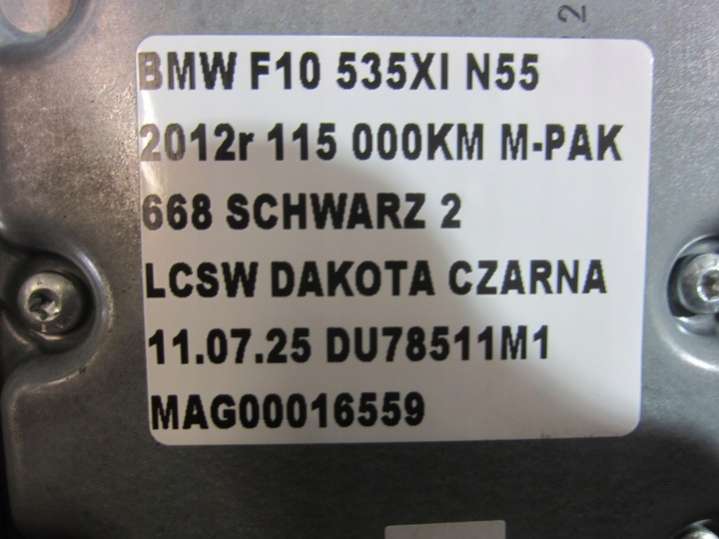 22
BMW F10 535XI N55
2012r 115 000KM M-PAK
668 SCHWARZ 2
LCSW DAKOTA CZARNA
11.07.25 DU78511M1
MAG00016559